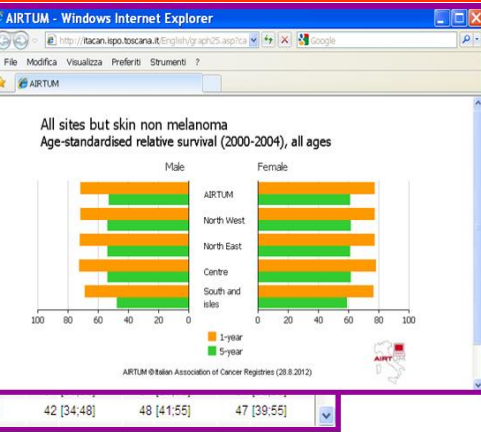 AIRTUM - Windows Internet Explorer
http://itacan.ispo.toscana.it/English/graph25.asp?ca
Google
File Modifica Visualizza Preferiti Strumenti ?
AIRTUM
All sites but skin non melanoma
Age-standardised relative survival (2000-2004), all ages
Male Female
AIRTUM
North West
North East
Centre
South and
isles
100 80 60 40 20 0 0 20 40 60 80 100
1-year
5-year
AIRTUM © Italian Association of Cancer Registries (28.8.2012)
AIRT
42 [34;48] 48 [41;55] 47 [39;55]